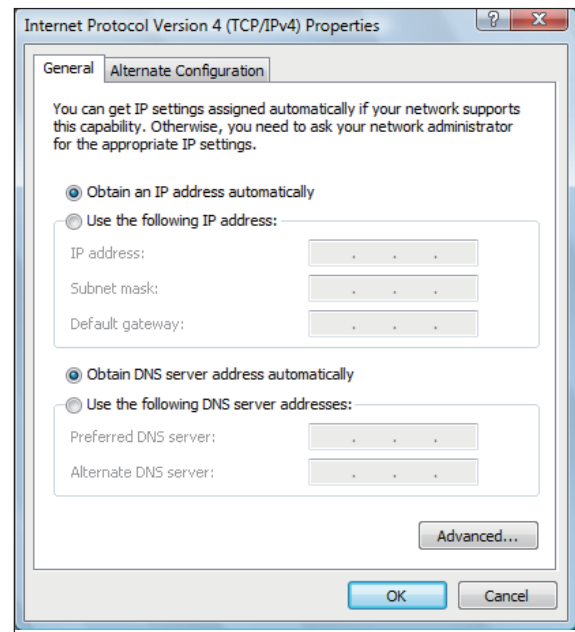 Internet Protocol Version 4 (TCP/IPv4) Properties
? X
General Alternate Configuration
You can get IP settings assigned automatically if your network supports
this capability. Otherwise, you need to ask your network administrator
for the appropriate IP settings.
Obtain an IP address automatically
Use the following IP address:
IP address: . . .
Subnet mask: . . .
Default gateway: . . .
Obtain DNS server address automatically
Use the following DNS server addresses:
Preferred DNS server: . . .
Alternate DNS server: . . .
Advanced...
OK Cancel